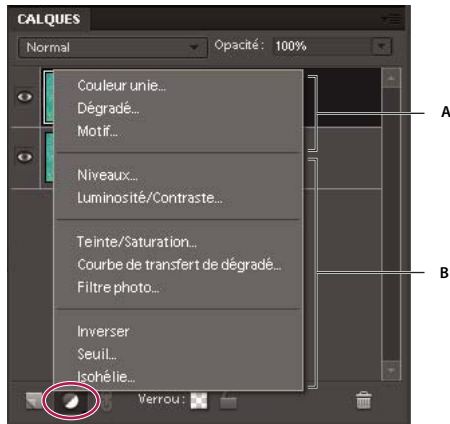 CALQUES
Normal Opacité : 100%
Couleur unie...
Dégradé...
Motif...
A
Niveaux...
Luminosité/Contraste...
Teinte/Saturation...
Courbe de transfert de dégradé...
Filtre photo...
B
Inverser
Seuil...
Isohélie...
Verrou :